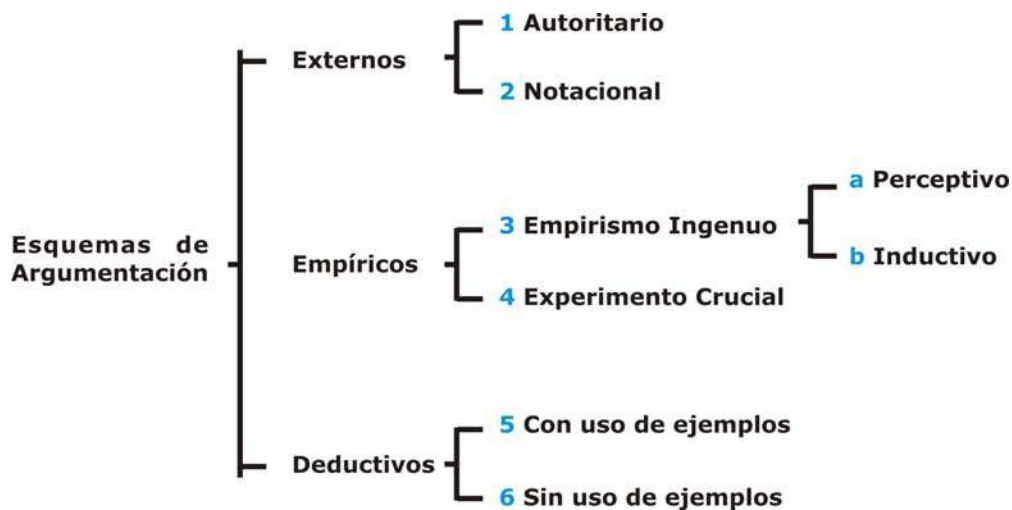 1 Autoritario
Externos
2 Notacional
a Perceptivo
3 Empirismo Ingenuo
Esquemas de
Argumentación
b Inductivo
Empíricos
4 Experimento Crucial
5 Con uso de ejemplos
Deductivos
6 Sin uso de ejemplos